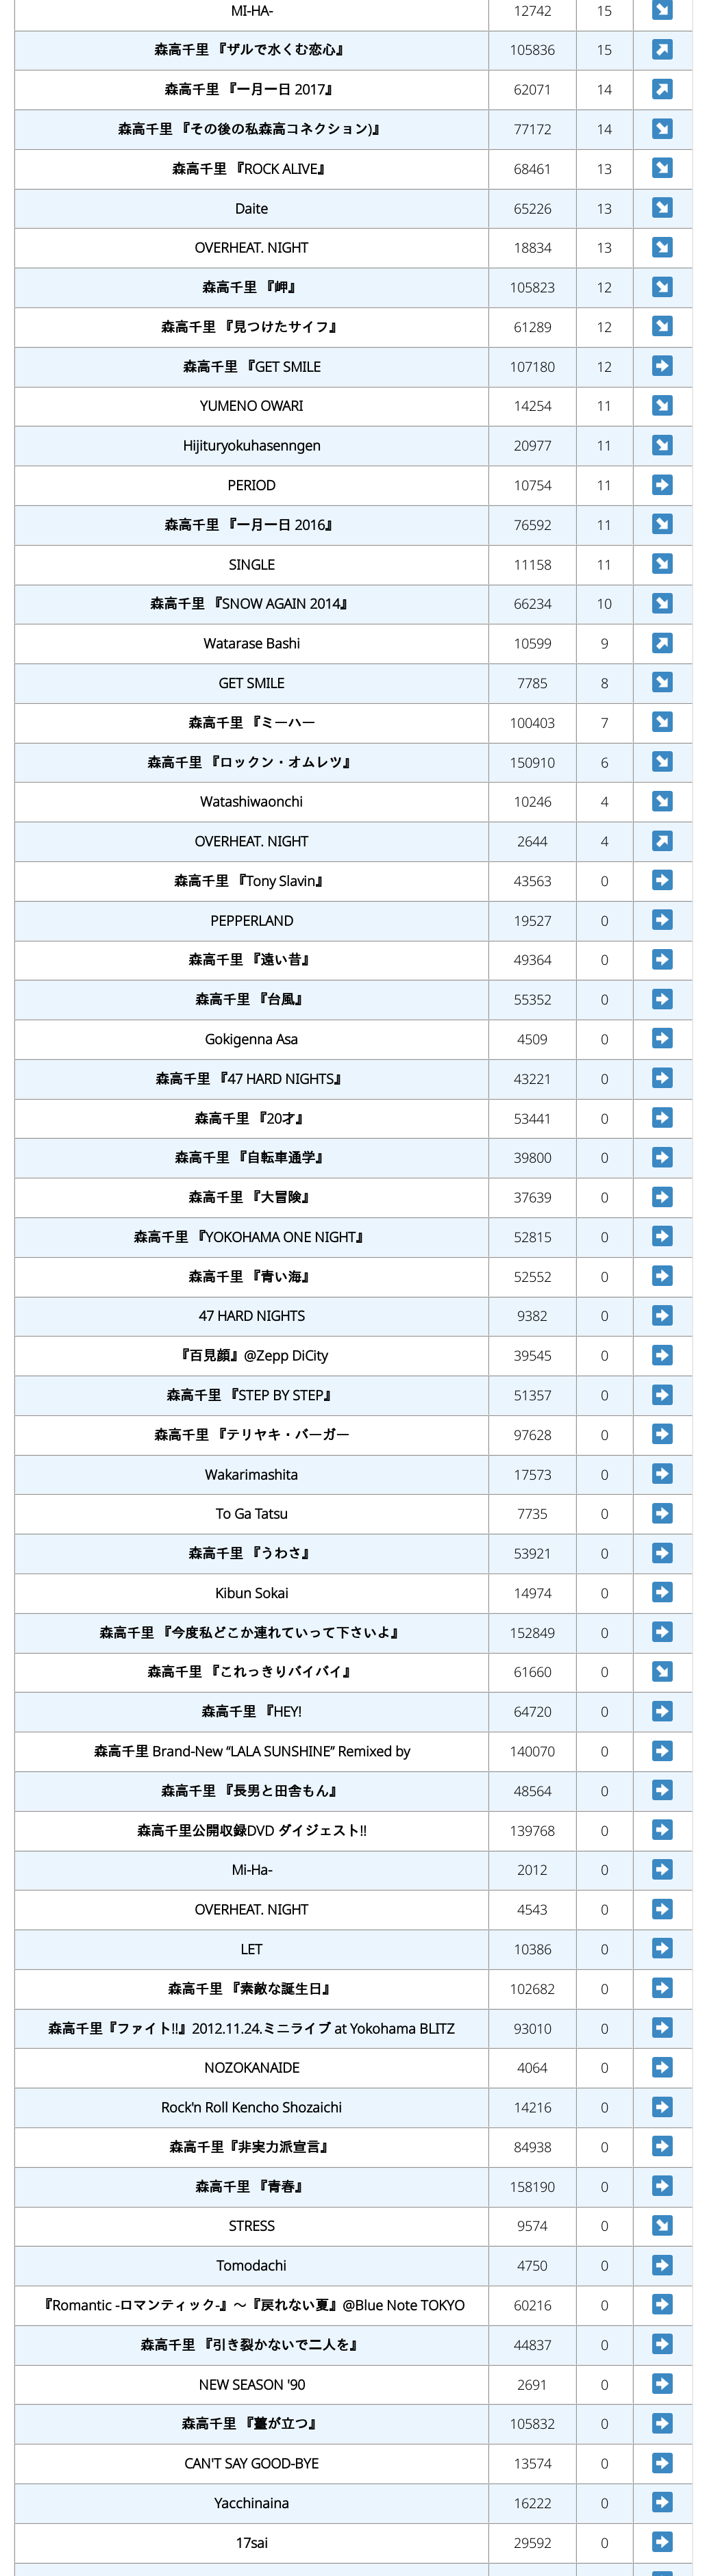 MI-HA- 12742 15
森高千里 『ザルで水くむ恋心』 105836 15
森高千里 『一月一日 2017』 62071 14
森高千里 『その後の私森高コネクション)』 77172 14
森高千里 『ROCK ALIVE』 68461 13
Daite 65226 13
OVERHEAT. NIGHT 18834 13
森高千里 『岬』 105823 12
森高千里 『見つけたサイフ』 61289 12
森高千里 『GET SMILE 107180 12
YUMENO OWARI 14254 11
Hijituryokuhasenngen 20977 11
PERIOD 10754 11
森高千里 『一月一日 2016』 76592 11
SINGLE 11158 11
森高千里 『SNOW AGAIN 2014』 66234 10
Watarase Bashi 10599 9
GET SMILE 7785 8
森高千里 『ミーハー 100403 7
森高千里 『ロックン・オムレツ』 150910 6
Watashiwaonchi 10246 4
OVERHEAT. NIGHT 2644 4
森高千里 『Tony Slavin』 43563 0
PEPPERLAND 19527 0
森高千里 『遠い昔』 49364 0
森高千里 『台風』 55352 0
Gokigenna Asa 4509 0
森高千里 『47 HARD NIGHTS』 43221 0
森高千里 『20才』 53441 0
森高千里 『自転車通学』 39800 0
森高千里 『大冒険』 37639 0
森高千里 『YOKOHAMA ONE NIGHT』 52815 0
森高千里 『青い海』 52552 0
47 HARD NIGHTS 9382 0
『百見顔』@Zepp DiCity 39545 0
森高千里 『STEP BY STEP』 51357 0
森高千里 『テリヤキ・バーガー 97628 0
Wakarimashita 17573 0
To Ga Tatsu 7735 0
森高千里 『うわさ』 53921 0
Kibun Sokai 14974 0
森高千里 『今度私どこか連れていって下さいよ』 152849 0
森高千里 『これっきりバイバイ』 61660 0
森高千里 『HEY! 64720 0
森高千里 Brand-New “LALA SUNSHINE” Remixed by 140070 0
森高千里 『長男と田舎もん』 48564 0
森高千里公開収録DVD ダイジェスト!! 139768 0
Mi-Ha- 2012 0
OVERHEAT. NIGHT 4543 0
LET 10386 0
森高千里 『素敵な誕生日』 102682 0
森高千里『ファイト!!』2012.11.24.ミニライブ at Yokohama BLITZ 93010 0
NOZOKANAIDE 4064 0
Rock'n Roll Kencho Shozaichi 14216 0
森高千里『非実力派宣言』 84938 0
森高千里 『青春』 158190 0
STRESS 9574 0
Tomodachi 4750 0
『Romantic -ロマンティック-』～『戻れない夏』@Blue Note TOKYO 60216 0
森高千里 『引き裂かないで二人を』 44837 0
NEW SEASON '90 2691 0
森高千里 『薹が立つ』 105832 0
CAN'T SAY GOOD-BYE 13574 0
Yacchinaina 16222 0
17sai 29592 0